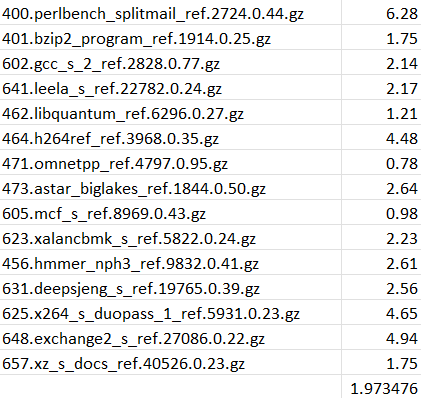 400.perlbench_splitmail_ref.2724.0.44.gz 6.28
401.bzip2_program_ref.1914.0.25.gz 1.75
602.gcc_s_2_ref.2828.0.77.gz 2.14
641.leela_s_ref.22782.0.24.gz 2.17
462.libquantum_ref.6296.0.27.gz 1.21
464.h264ref_ref.3968.0.35.gz 4.48
471.omnetpp_ref.4797.0.95.gz 0.78
473.astar_biglakes_ref.1844.0.50.gz 2.64
605.mcf_s_ref.8969.0.43.gz 0.98
623.xalancbmk_s_ref.5822.0.24.gz 2.23
456.hmmer_nph3_ref.9832.0.41.gz 2.61
631.deepsjeng_s_ref.19765.0.39.gz 2.56
625.x264_s_duopass_1_ref.5931.0.23.gz 4.65
648.exchange2_s_ref.27086.0.22.gz 4.94
657.xz_s_docs_ref.40526.0.23.gz 1.75
1.973476